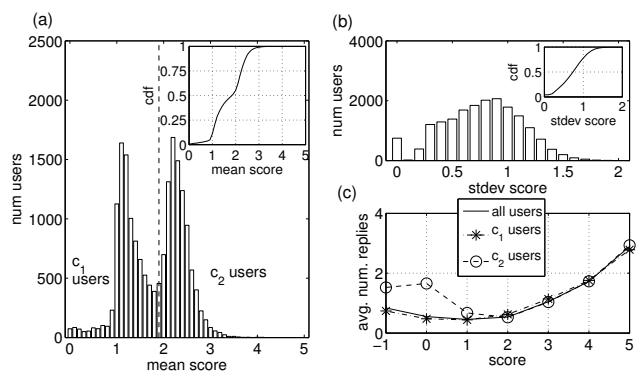 (a)
2500
2000
1500
1000
500
0
num users
0 1 2 3 4 5
mean score
c1 users
c2 users
1
0.75
0.5
0.25
0
cdf
0 1 2 3 4 5
mean score
(b)
4000
2000
0
num users
0 0.5 1 1.5 2
stdev score
1
0.5
0
cdf
0 1 2
stdev score
(c)
4
2
0
avg. num. replies
−1 0 1 2 3 4 5
score
all users
c1 users
c2 users